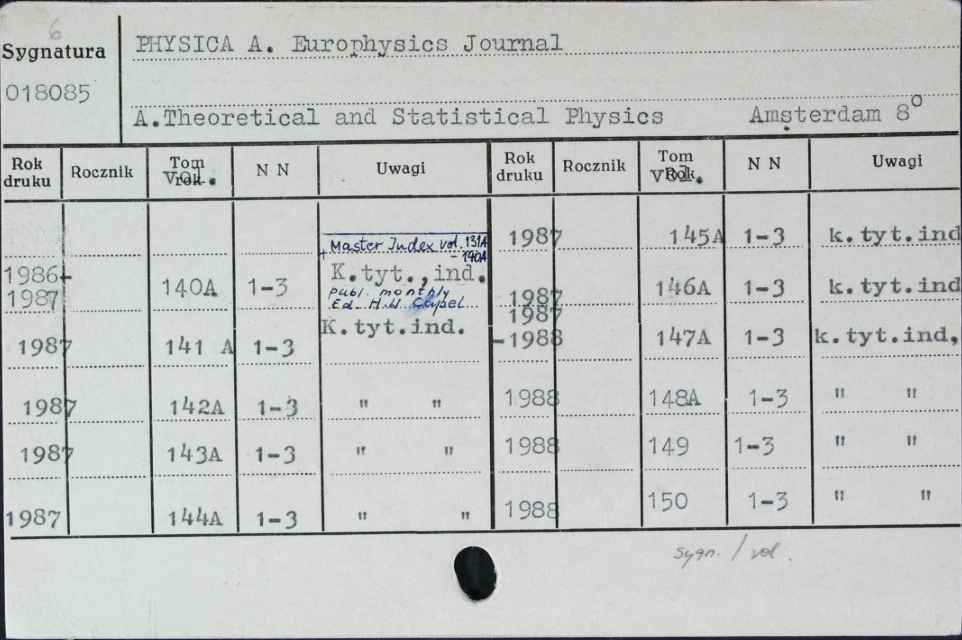 6
Sygnatura
018085
PHYSICA A. Europhysics Journal
A.Theoretical and Statistical Physics Amsterdam 8°
Rok druku Rocznik Tom Vol. N N Uwagi Rok druku Rocznik Tom Vol. N N Uwagi
+ Master Index vol. 131A - 140A
1986-1987 140A 1-3 K.tyt.,ind.
publ. monthly
Ed. H.W. Capel
1987 141 A 1-3 K.tyt.ind.
1987 142A 1-3 " "
1987 143A 1-3 " "
1987 144A 1-3 " "
1987 145A 1-3 k.tyt.ind
1987 146A 1-3 k.tyt.ind
1987-1988 147A 1-3 k.tyt.ind,
1988 148A 1-3 " "
1988 149 1-3 " "
1988 150 1-3 " "
sygn. / vol.